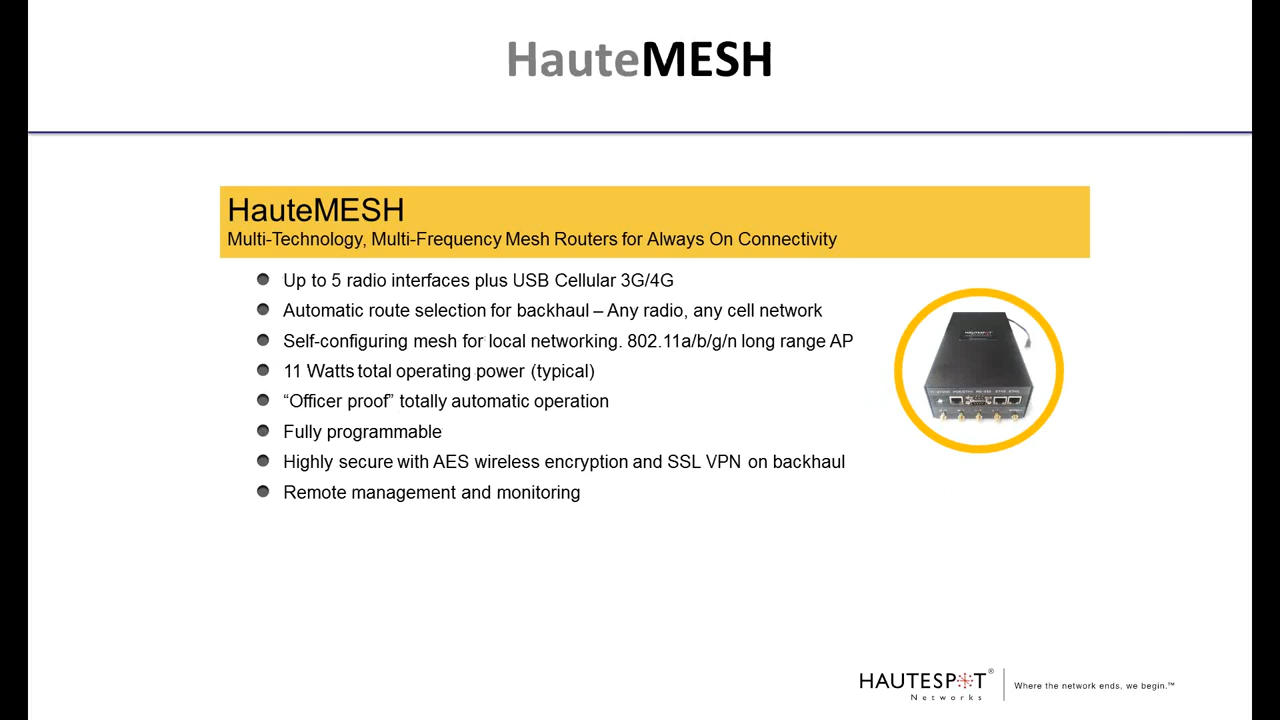 HauteMESH
HauteMESH
Multi-Technology, Multi-Frequency Mesh Routers for Always On Connectivity
Up to 5 radio interfaces plus USB Cellular 3G/4G
Automatic route selection for backhaul – Any radio, any cell network
Self-configuring mesh for local networking. 802.11a/b/g/n long range AP
11 Watts total operating power (typical)
“Officer proof” totally automatic operation
Fully programmable
Highly secure with AES wireless encryption and SSL VPN on backhaul
Remote management and monitoring
HAUTESPOT
HAUTESPOT®
Networks
Where the network ends, we begin.™